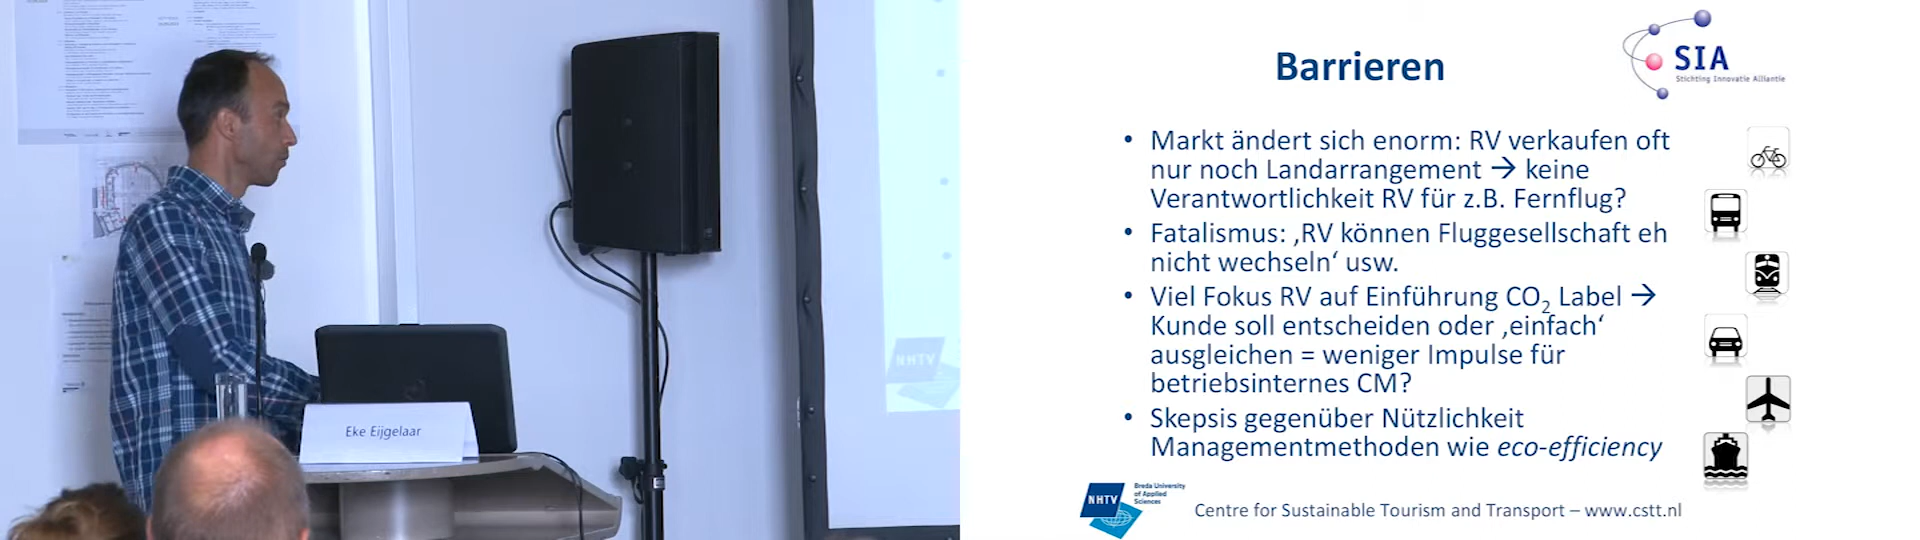 Eke Eijgelaar
NHTV
Barrieren
SIA
Stichting Innovatie Alliantie
• Markt ändert sich enorm: RV verkaufen oft
nur noch Landarrangement → keine
Verantwortlichkeit RV für z.B. Fernflug?
• Fatalismus: ‚RV können Fluggesellschaft eh
nicht wechseln‘ usw.
• Viel Fokus RV auf Einführung CO₂ Label →
Kunde soll entscheiden oder ‚einfach‘
ausgleichen = weniger Impulse für
betriebsinternes CM?
• Skepsis gegenüber Nützlichkeit
Managementmethoden wie eco-efficiency
NHTV
Breda University
of Applied
Sciences
Centre for Sustainable Tourism and Transport – www.cstt.nl